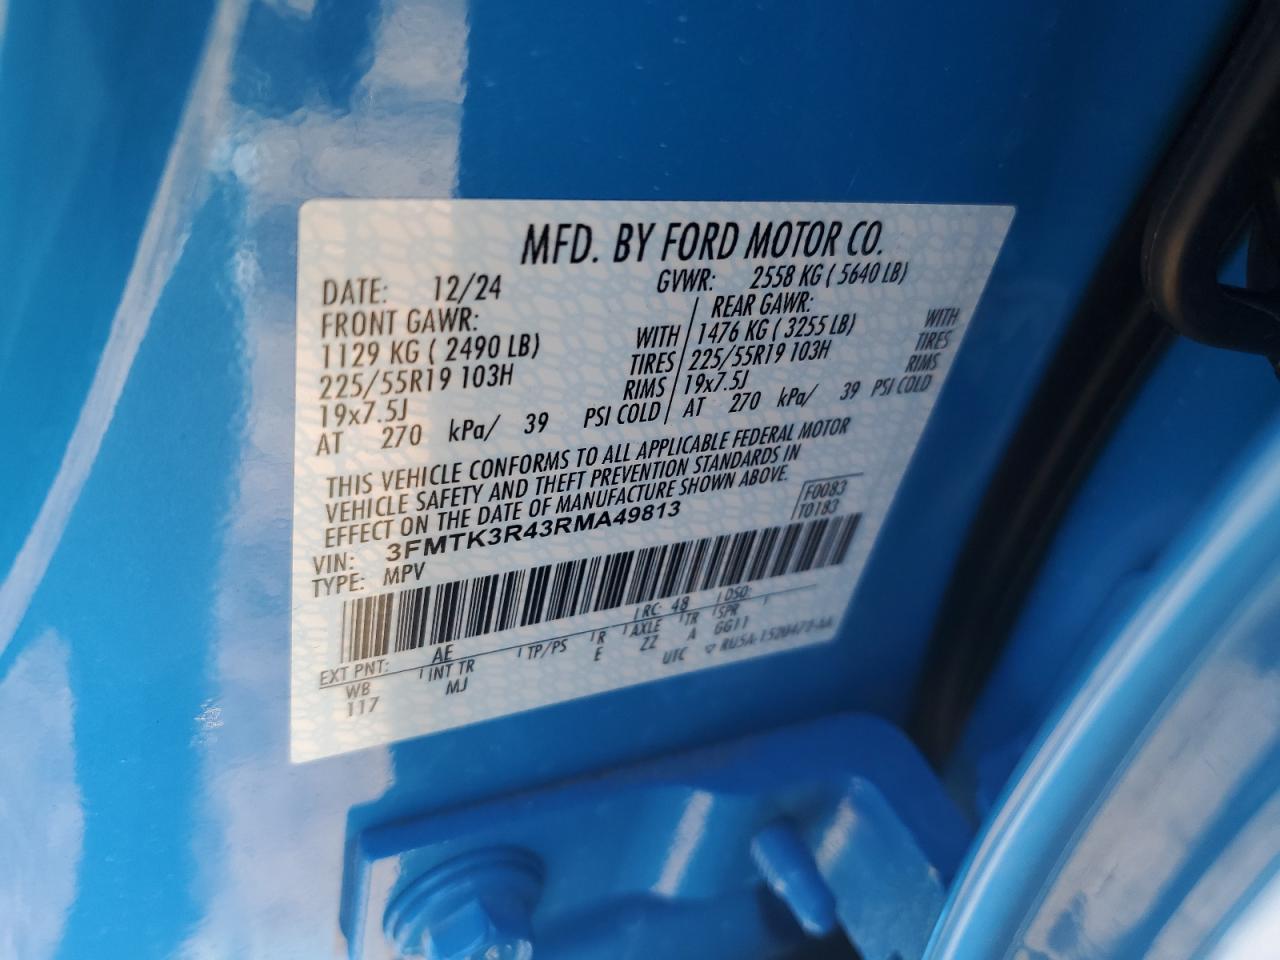 MFD. BY FORD MOTOR CO.
DATE: 12/24 GVWR: 2558 KG ( 5640 LB)
FRONT GAWR: REAR GAWR:
1129 KG ( 2490 LB) WITH 1476 KG ( 3255 LB) WITH
225/55R19 103H TIRES 225/55R19 103H TIRES
19x7.5J RIMS 19x7.5J RIMS
AT 270 kPa/ 39 PSI COLD AT 270 kPa/ 39 PSI COLD
THIS VEHICLE CONFORMS TO ALL APPLICABLE FEDERAL MOTOR
VEHICLE SAFETY AND THEFT PREVENTION STANDARDS IN
EFFECT ON THE DATE OF MANUFACTURE SHOWN ABOVE.
F0083
T0183
VIN: 3FMTK3R43RMA49813
TYPE: MPV
RC: 48 DSO:
EXT PNT: AE
WB INT TR TP/PS R AXLE TR SPR
117 MJ E ZZ A GG11
UTC